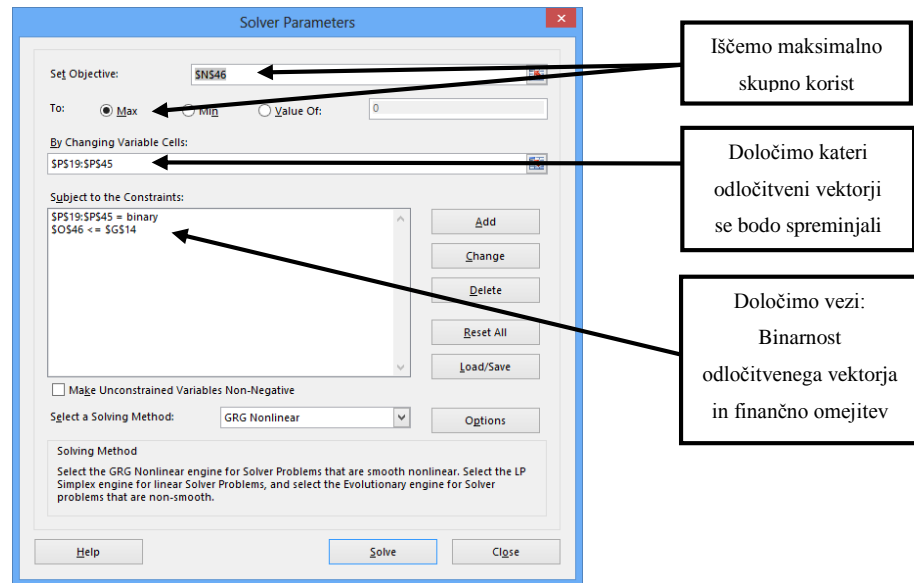 Solver Parameters
×
Set Objective:
$N$46
To:
Max
Min
Value Of:
0
By Changing Variable Cells:
$P$19:$P$45
Subject to the Constraints:
$P$19:$P$45 = binary
$O$46 <= $G$14
Add
Change
Delete
Reset All
Load/Save
Make Unconstrained Variables Non-Negative
Select a Solving Method:
GRG Nonlinear
Options
Solving Method
Select the GRG Nonlinear engine for Solver Problems that are smooth nonlinear. Select the LP
Simplex engine for linear Solver Problems, and select the Evolutionary engine for Solver
problems that are non-smooth.
Help
Solve
Close
Iščemo maksimalno
skupno korist
Določimo kateri
odločitveni vektorji
se bodo spreminjali
Določimo vezi:
Binarnost
odločitvenega vektorja
in finančno omejitev